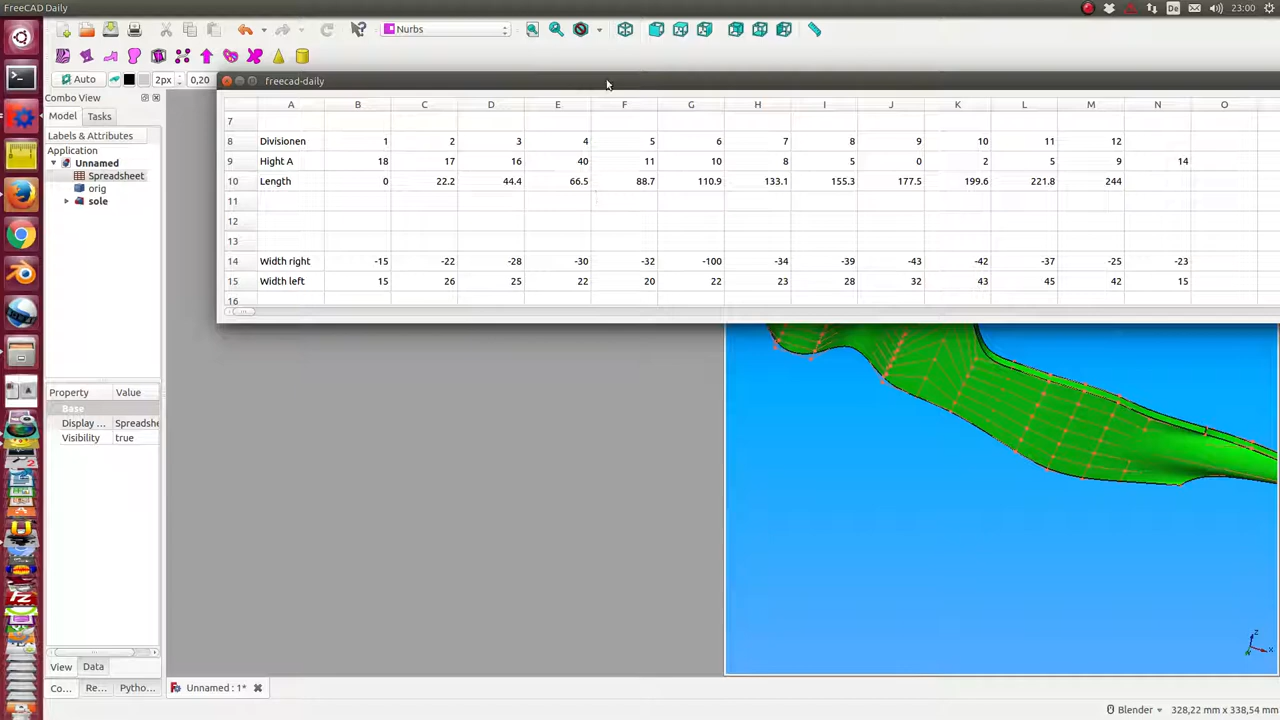 FreeCAD Daily
De
23:00
Nurbs
Auto
2px
0,20
Combo View
Model Tasks
Labels & Attributes
Application
Unnamed
Spreadsheet
orig
sole
freecad-daily
A B C D E F G H I J K L M N O
7
8 Divisionen 1 2 3 4 5 6 7 8 9 10 11 12
9 Hight A 18 17 16 40 11 10 8 5 0 2 5 9 14
10 Length 0 22.2 44.4 66.5 88.7 110.9 133.1 155.3 177.5 199.6 221.8 244
11
12
13
14 Width right -15 -22 -28 -30 -32 -100 -34 -39 -43 -42 -37 -25 -23
15 Width left 15 26 25 22 20 22 23 28 32 43 45 42 15
16
Property Value
Base
Display ... Spreadshe
Visibility true
View Data
Co... Re... Pytho...
Unnamed : 1*
Z
X
Blender
328,22 mm x 338,54 mm